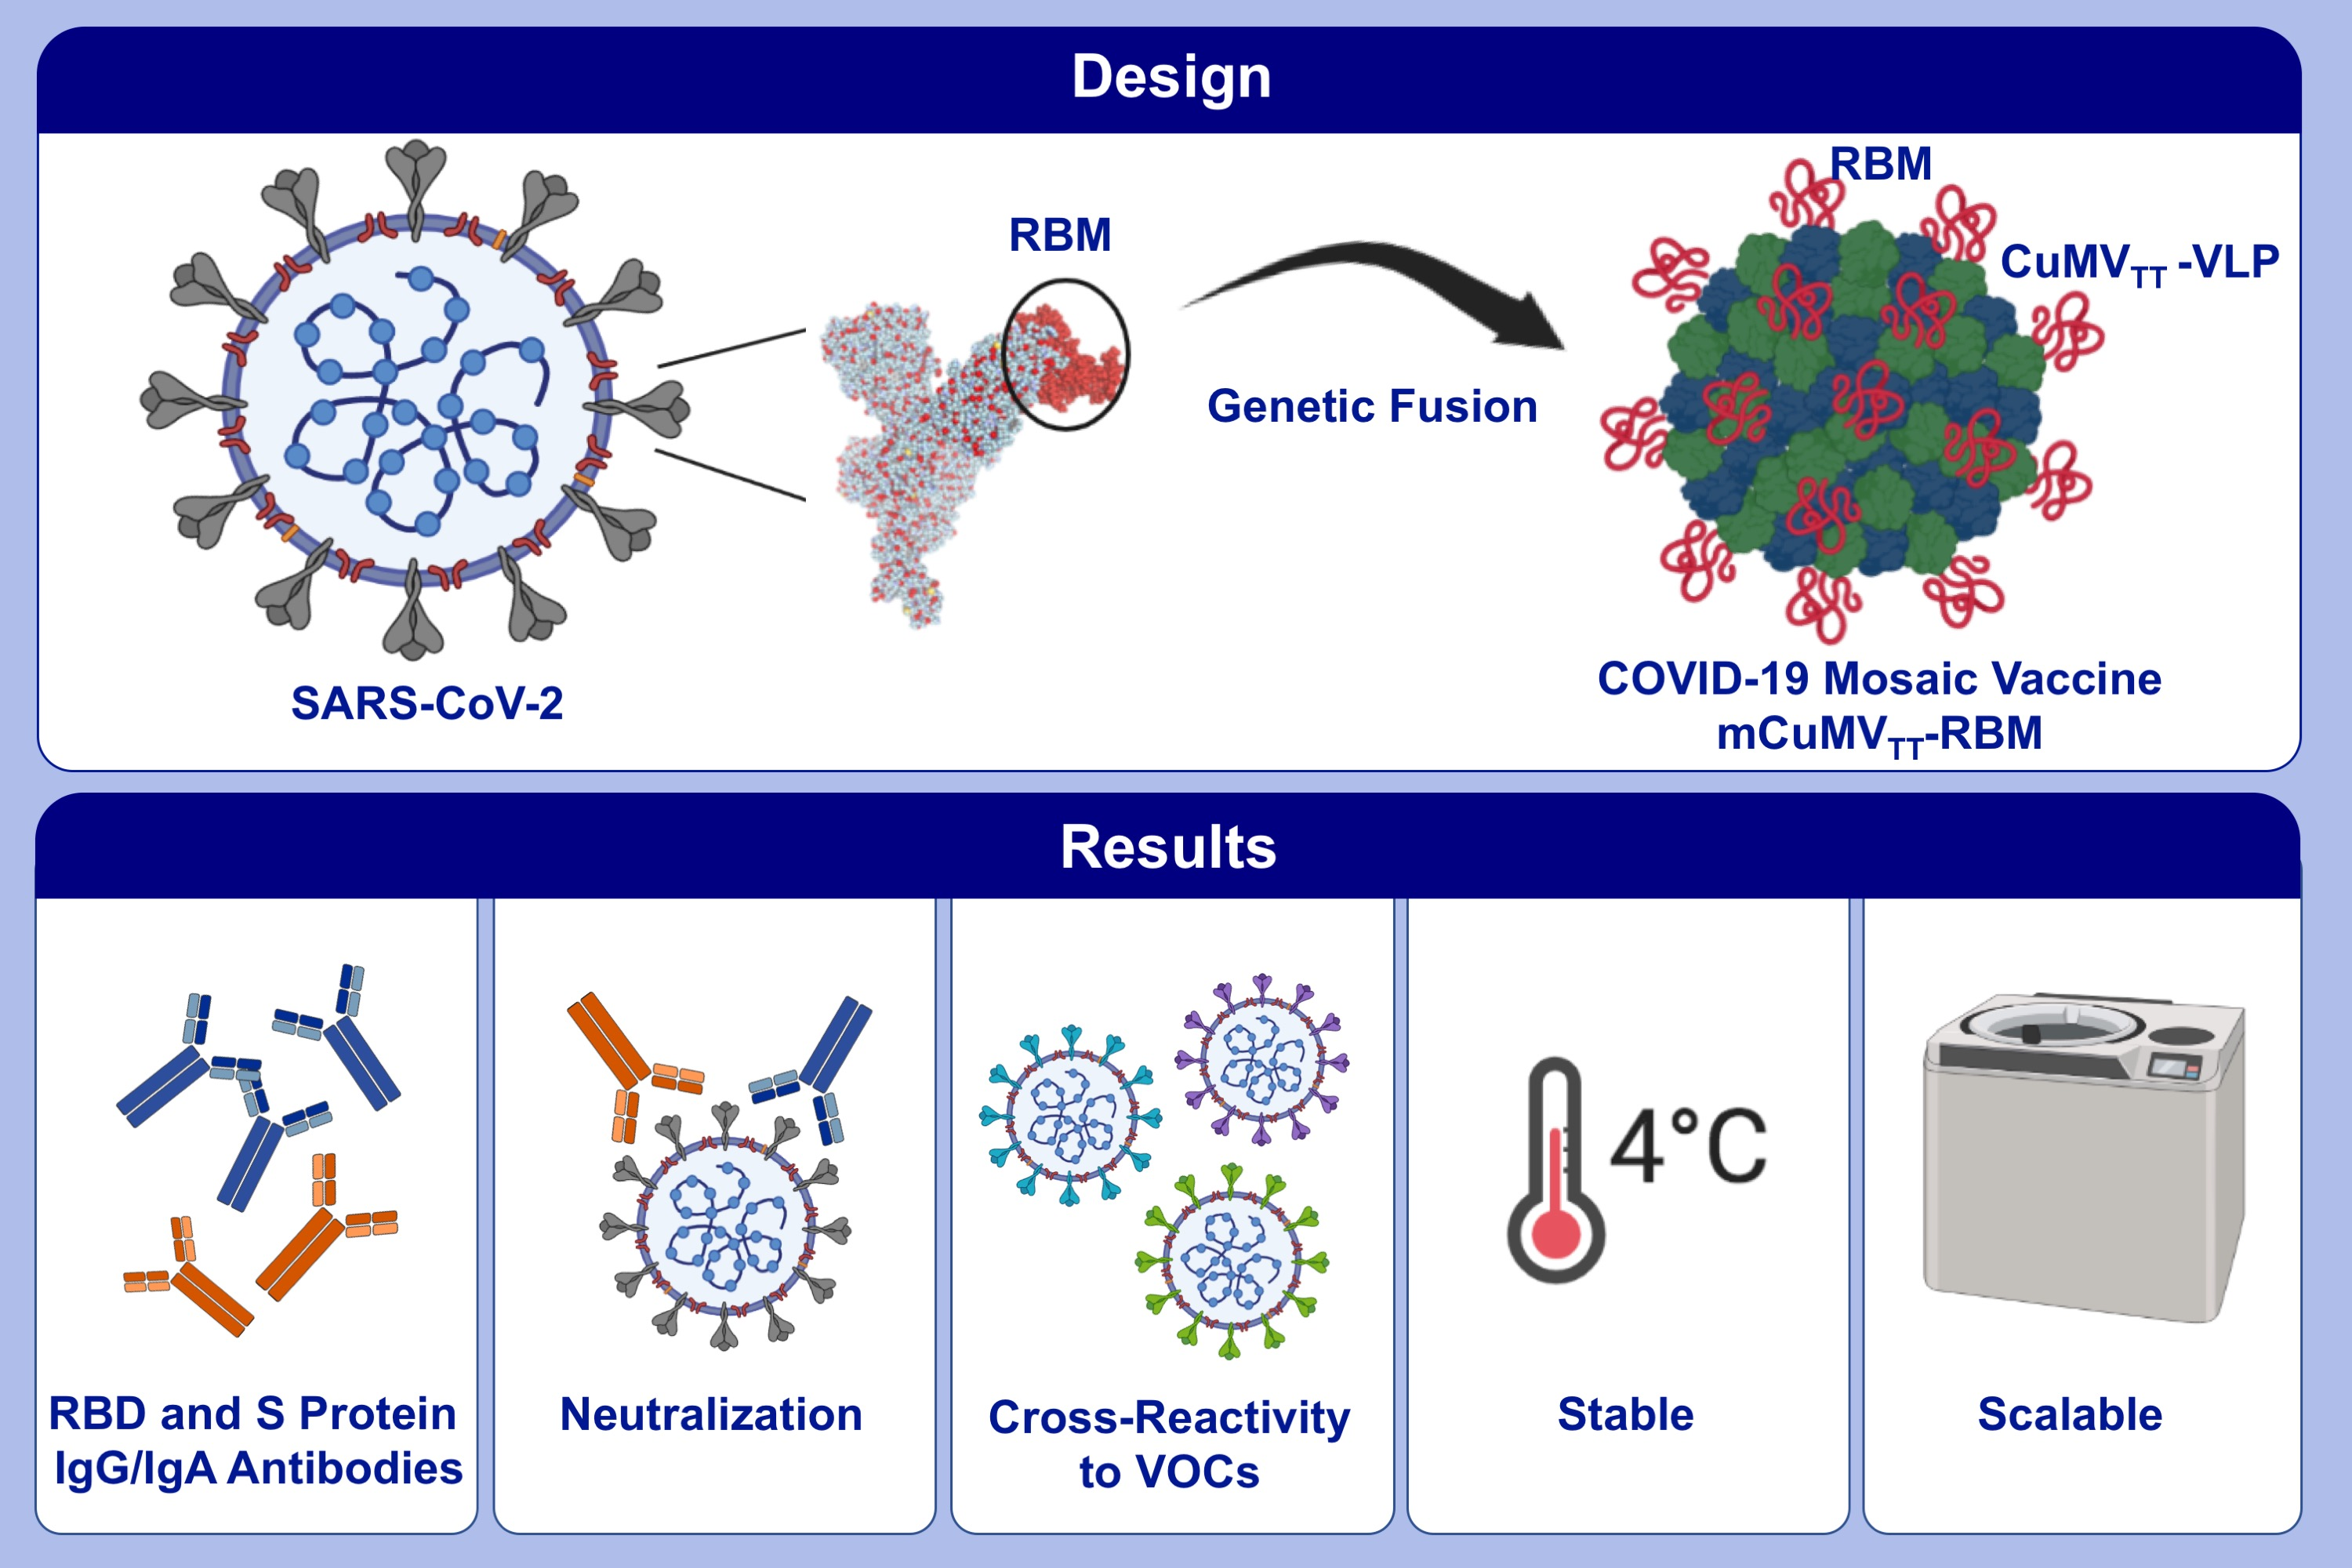 Design
RBM
RBM
CuMVTT -VLP
Genetic Fusion
SARS-CoV-2
COVID-19 Mosaic Vaccine
mCuMVTT-RBM
Results
4°C
RBD and S Protein
IgG/IgA Antibodies
Neutralization
Cross-Reactivity
to VOCs
Stable
Scalable